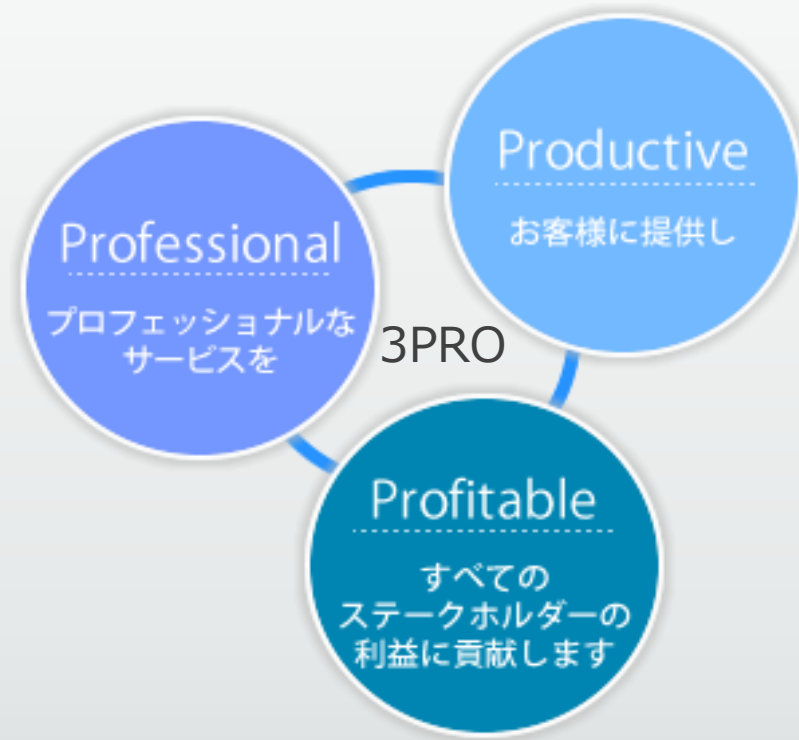 Professional
プロフェッショナルな
サービスを
Productive
お客様に提供し
3PRO
Profitable
すべての
ステークホルダーの
利益に貢献します